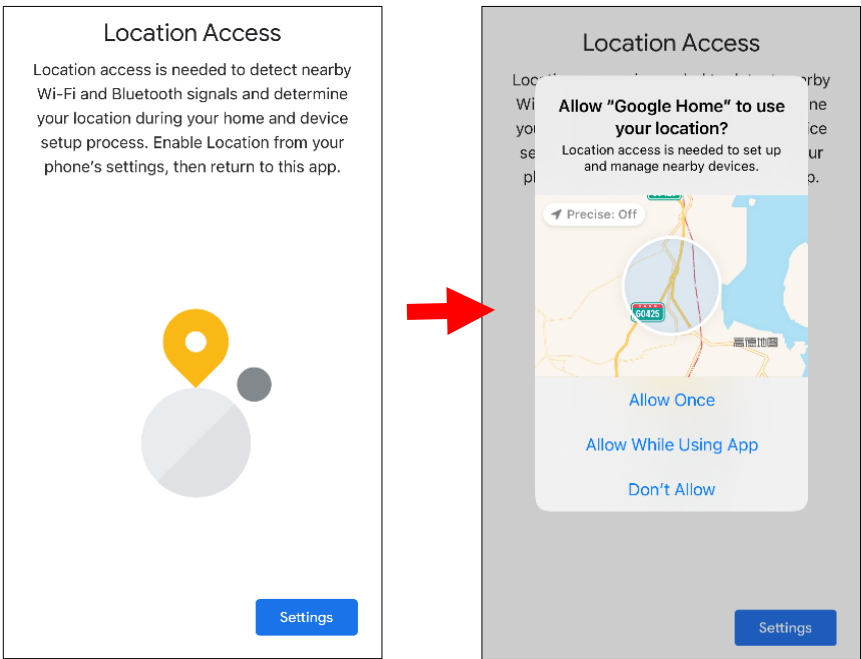 Location Access
Location access is needed to detect nearby
Wi-Fi and Bluetooth signals and determine
your location during your home and device
setup process. Enable Location from your
phone's settings, then return to this app.
Settings
Location Access
Allow “Google Home” to use
your location?
Location access is needed to set up
and manage nearby devices.
Precise: Off
G0425
高德地图
Allow Once
Allow While Using App
Don't Allow
Settings